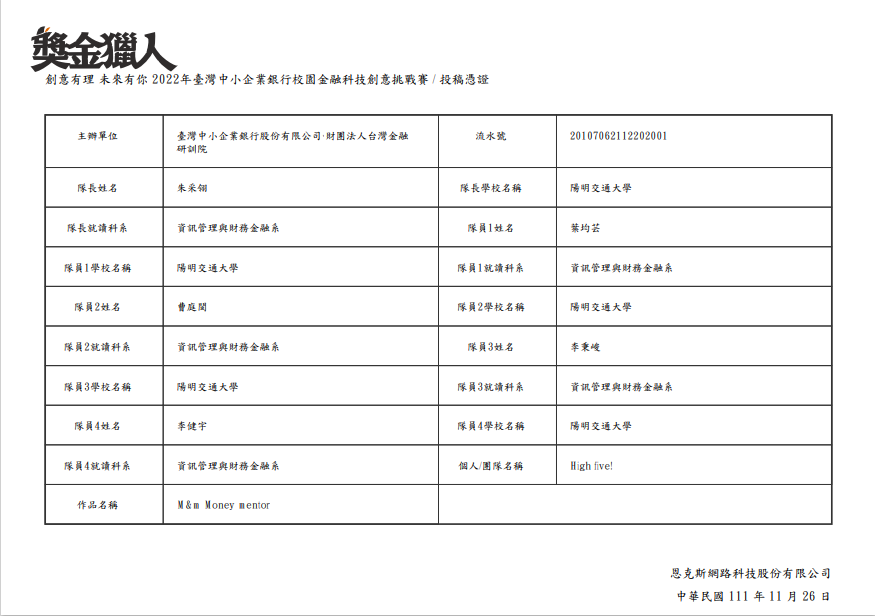 獎金獵人
創意有理 未來有你 2022年臺灣中小企業銀行校園金融科技創意挑戰賽 / 投稿憑證
主辦單位 臺灣中小企業銀行股份有限公司·財團法人台灣金融 流水號 20107062112202001
研訓院
隊長姓名 朱采翎 隊長學校名稱 陽明交通大學
隊長就讀科系 資訊管理與財務金融系 隊員1姓名 葉均芸
隊員1學校名稱 陽明交通大學 隊員1就讀科系 資訊管理與財務金融系
隊員2姓名 曹庭閔 隊員2學校名稱 陽明交通大學
隊員2就讀科系 資訊管理與財務金融系 隊員3姓名 李秉峻
隊員3學校名稱 陽明交通大學 隊員3就讀科系 資訊管理與財務金融系
隊員4姓名 李健宇 隊員4學校名稱 陽明交通大學
隊員4就讀科系 資訊管理與財務金融系 個人/團隊名稱 High five!
作品名稱 M&m Money mentor
恩克斯網路科技股份有限公司
中華民國 111 年 11 月 26 日